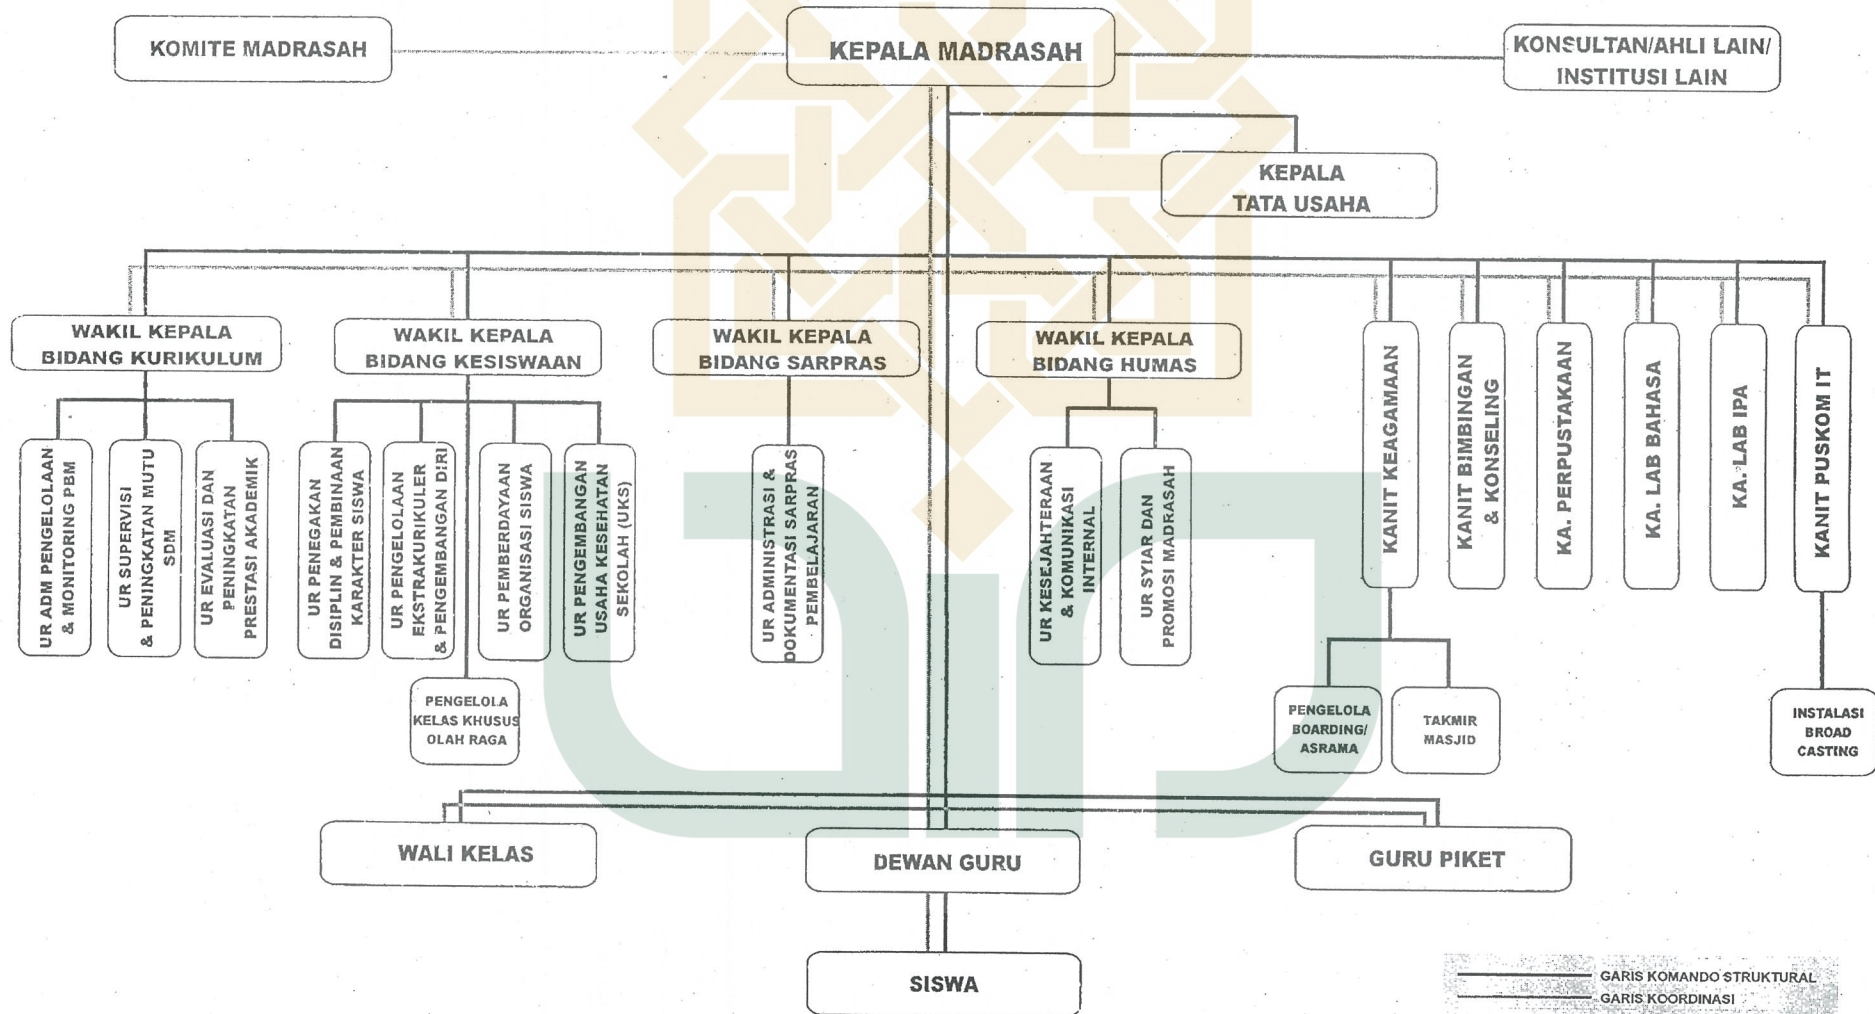 KOMITE MADRASAH
KEPALA MADRASAH
KONSULTAN/AHLI LAIN/
INSTITUSI LAIN
KEPALA
TATA USAHA
WAKIL KEPALA
BIDANG KURIKULUM
WAKIL KEPALA
BIDANG KESISWAAN
WAKIL KEPALA
BIDANG SARPRAS
WAKIL KEPALA
BIDANG HUMAS
KANIT KEAGAMAAN
KANIT BIMBINGAN
& KONSELING
KA. PERPUSTAKAAN
KA. LAB BAHASA
KA. LAB IPA
KANIT PUSKOM IT
UR ADM PENGELOLAAN
& MONITORING PBM
UR SUPERVISI
& PENINGKATAN MUTU
SDM
UR EVALUASI DAN
PENINGKATAN
PRESTASI AKADEMIK
UR PENEGAKAN
DISIPLIN & PEMBINAAN
KARAKTER SISWA
UR PENGELOLAAN
EKSTRAKURIKULER
& PENGEMBANGAN DIRI
UR PEMBERDAYAAN
ORGANISASI SISWA
UR PENGEMBANGAN
USAHA KESEHATAN
SEKOLAH (UKS)
UR ADMINISTRASI &
DOKUMENTASI SARPRAS
PEMBELAJARAN
UR KESEJAHTERAAN
& KOMUNIKASI
INTERNAL
UR SYIAR DAN
PROMOSI MADRASAH
PENGELOLA
KELAS KHUSUS
OLAH RAGA
PENGELOLA
BOARDING/
ASRAMA
TAKMIR
MASJID
INSTALASI
BROAD
CASTING
WALI KELAS
DEWAN GURU
GURU PIKET
SISWA
GARIS KOMANDO STRUKTURAL
GARIS KOORDINASI